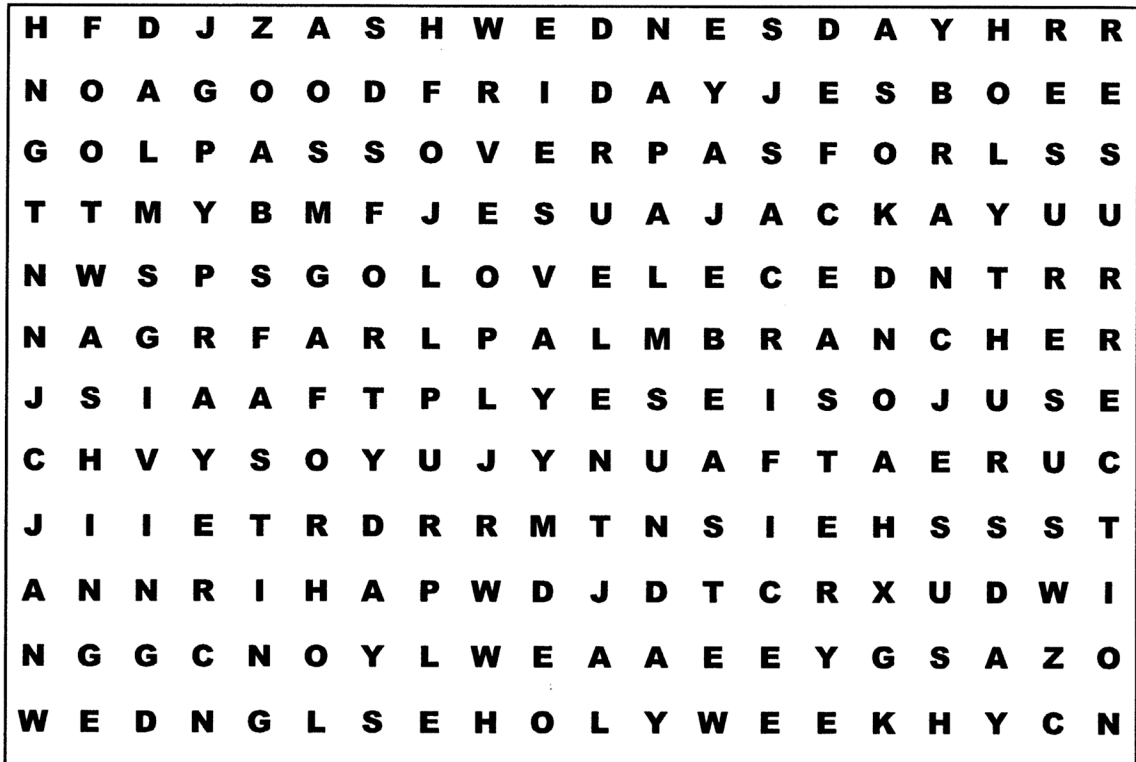 H F D J Z A S H W E D N E S D A Y H R R
N O A G O O D F R I D A Y J E S B O E E
G O L P A S S O V E R P A S F O R L S S
T T M Y B M F J E S U A J A C K A Y U U
N W S P S G O L O V E L E C E D N T R R
N A G R F A R L P A L M B R A N C H E R
J S I A A F T P L Y E S E I S O J U S E
C H V Y S O Y U J Y N U A F T A E R U C
J I I E T R D R R M T N S I E H S S S T
A N N R I H A P W D J D T C R X U D W I
N G G C N O Y L W E A A E E Y G S A Z O
W E D N G L S E H O L Y W E E K H Y C N